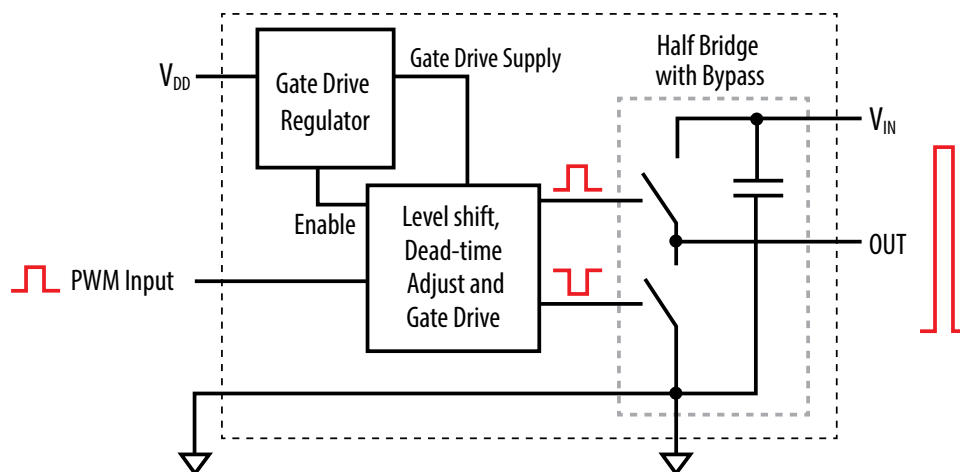 Half Bridge
with Bypass
Gate Drive Supply
V_DD
Gate Drive
Regulator
V_IN
Enable
Level shift,
Dead-time
Adjust and
Gate Drive
OUT
PWM Input